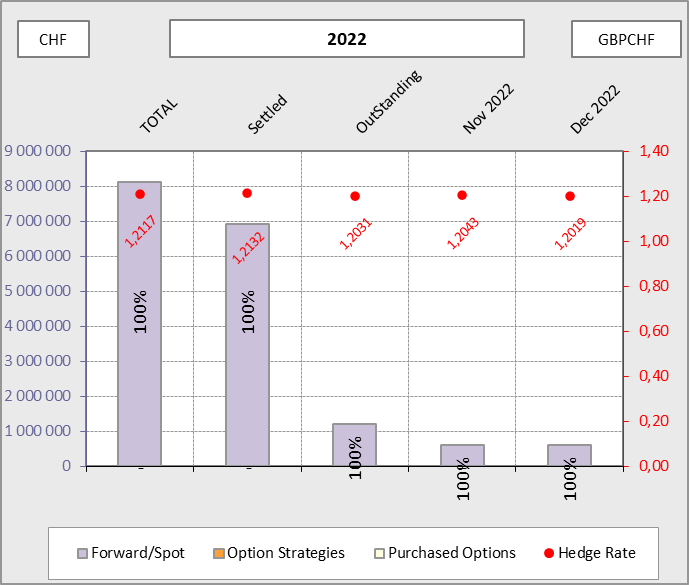 CHF
2022
GBPCHF
TOTAL
Settled
OutStanding
Nov 2022
Dec 2022
9 000 000
8 000 000
7 000 000
6 000 000
5 000 000
4 000 000
3 000 000
2 000 000
1 000 000
0
1,40
1,20
1,00
0,80
0,60
0,40
0,20
0,00
1,2117
1,2132
1,2031
1,2043
1,2019
100%
100%
100%
100%
100%
-
-
Forward/Spot
Option Strategies
Purchased Options
Hedge Rate